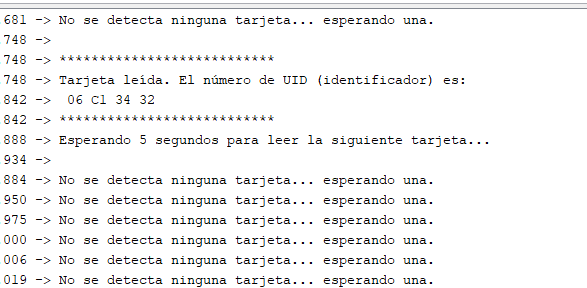 681 -> No se detecta ninguna tarjeta... esperando una.
748 ->
748 -> ***************************
748 -> Tarjeta leída. El número de UID (identificador) es:
842 ->  06 C1 34 32
842 -> ***************************
888 -> Esperando 5 segundos para leer la siguiente tarjeta...
934 ->
884 -> No se detecta ninguna tarjeta... esperando una.
950 -> No se detecta ninguna tarjeta... esperando una.
975 -> No se detecta ninguna tarjeta... esperando una.
000 -> No se detecta ninguna tarjeta... esperando una.
006 -> No se detecta ninguna tarjeta... esperando una.
019 -> No se detecta ninguna tarjeta... esperando una.